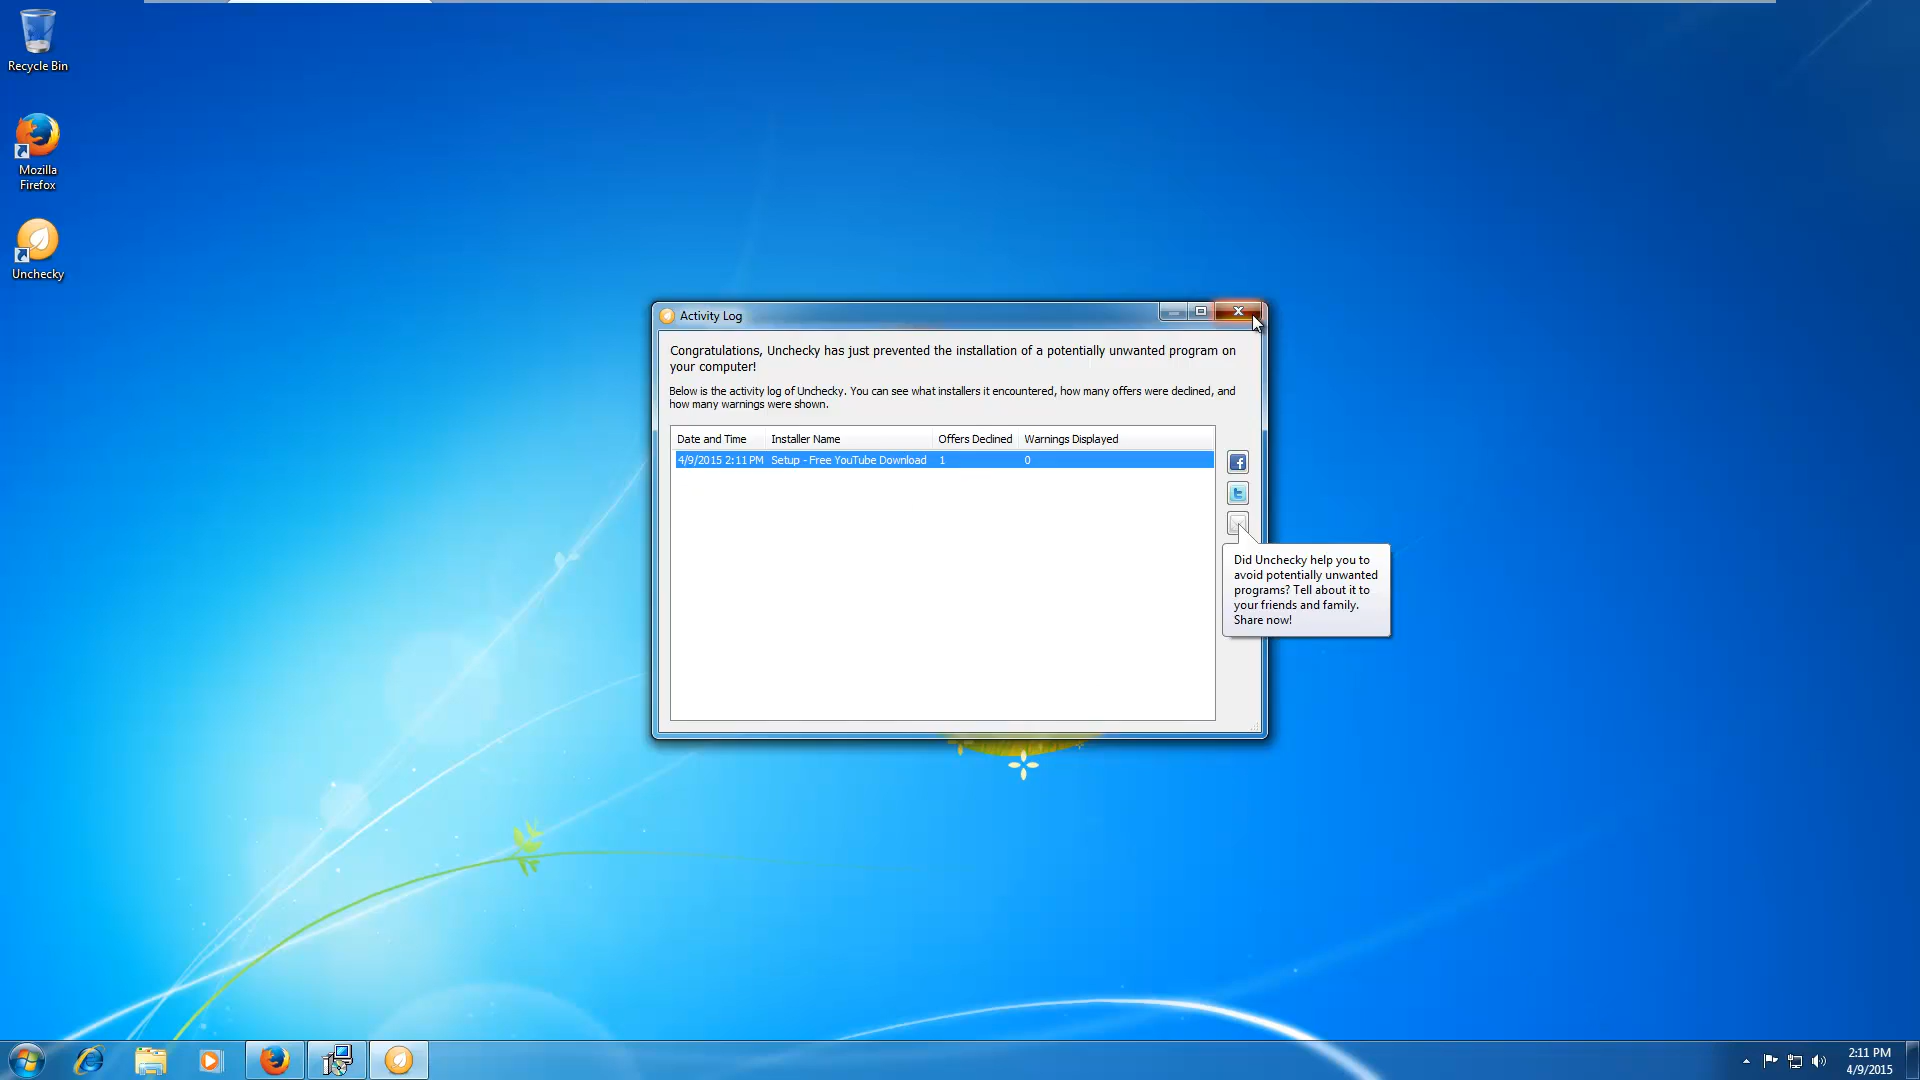 Recycle Bin
Mozilla
Firefox
Unchecky
Activity Log
Congratulations, Unchecky has just prevented the installation of a potentially unwanted program on
your computer!
Below is the activity log of Unchecky. You can see what installers it encountered, how many offers were declined, and
how many warnings were shown.
Date and Time Installer Name Offers Declined Warnings Displayed
4/9/2015 2:11 PM Setup - Free YouTube Download 1 0
Did Unchecky help you to
avoid potentially unwanted
programs? Tell about it to
your friends and family.
Share now!
2:11 PM
4/9/2015